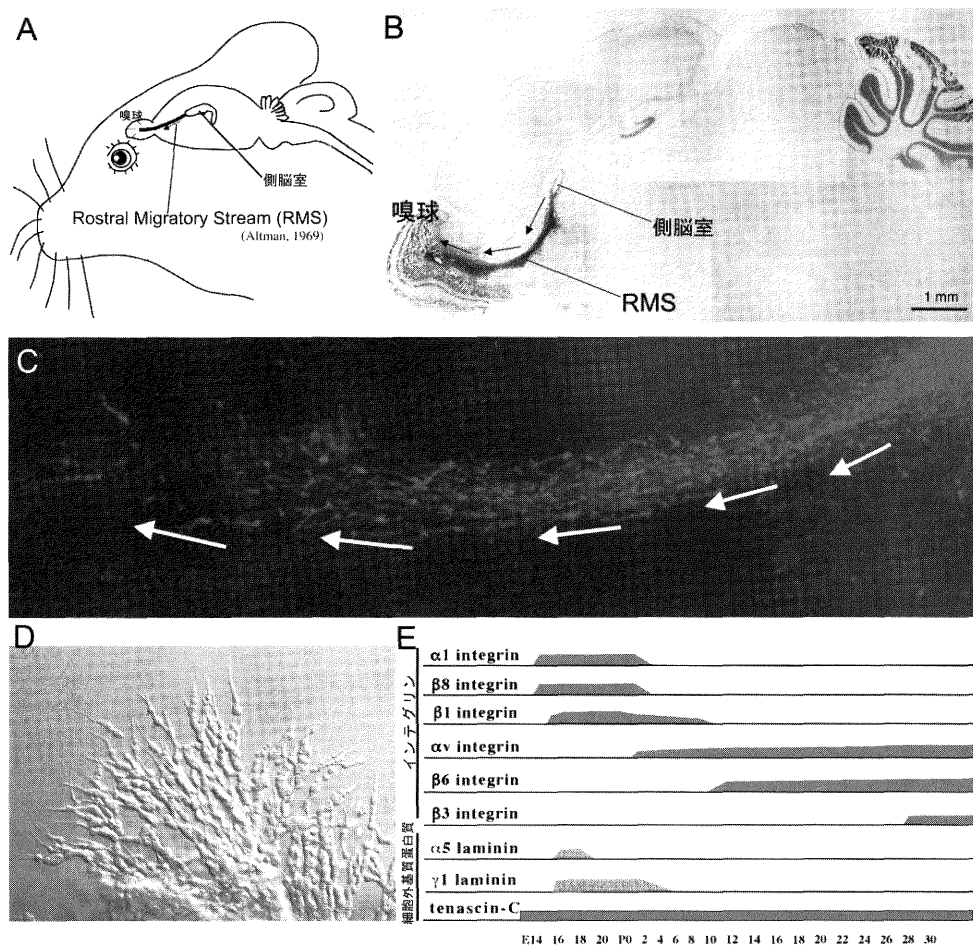 A
嗅球
側脳室
Rostral Migratory Stream (RMS)
(Altman, 1969)
B
嗅球
側脳室
RMS
1 mm
C
D
E
インテグリン
α1 integrin
β8 integrin
β1 integrin
αv integrin
β6 integrin
β3 integrin
細胞外基質蛋白質
α5 laminin
γ1 laminin
tenascin-C
E14 16 18 20 P0 2 4 6 8 10 12 14 16 18 20 22 24 26 28 30